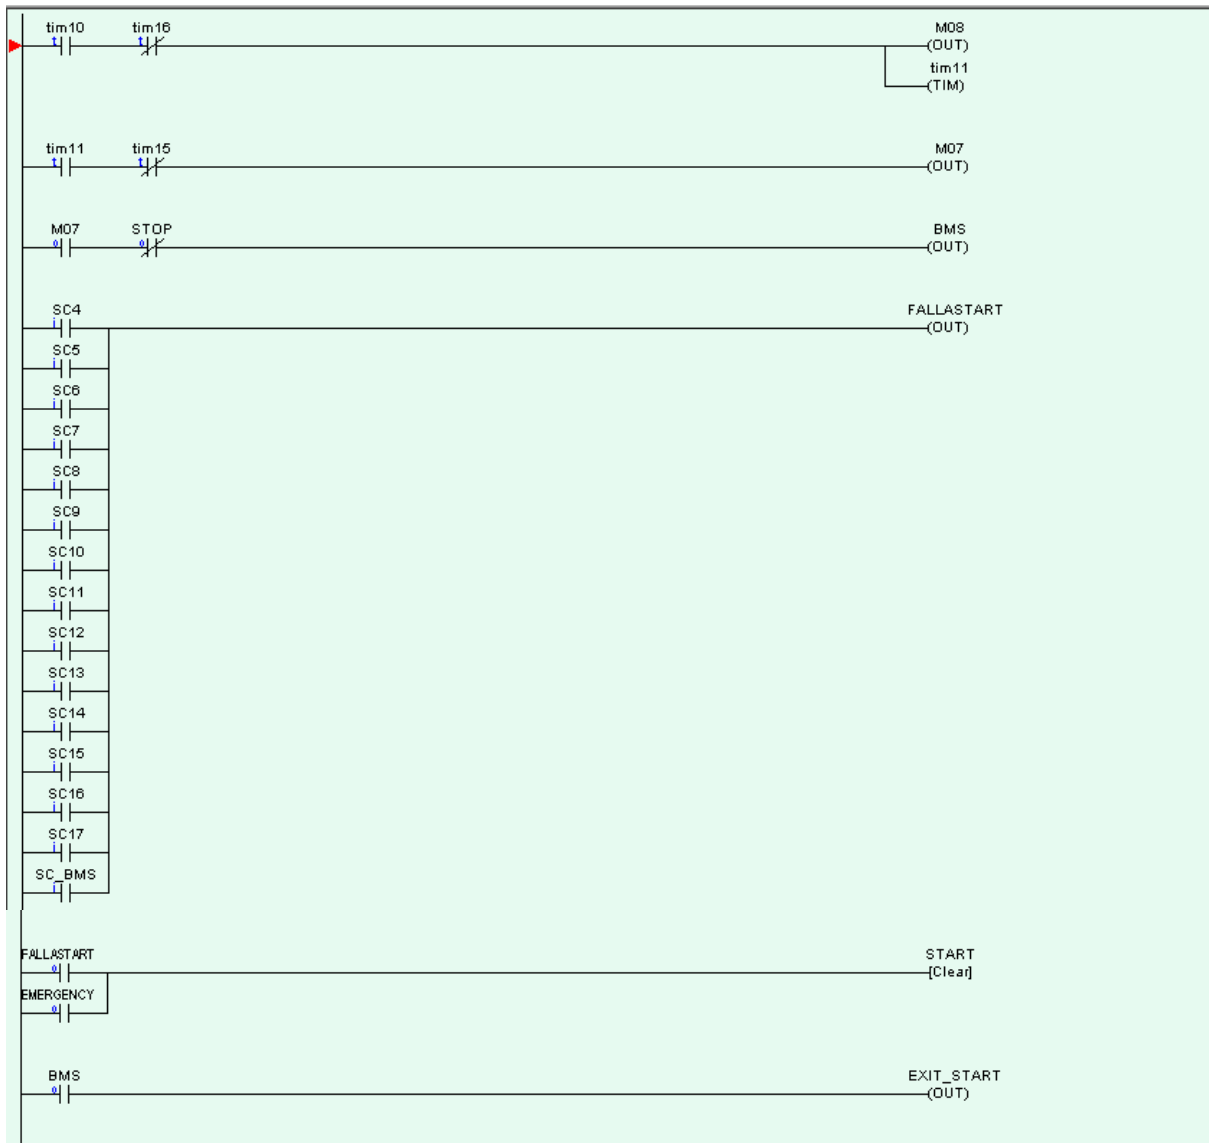 tim10 tim16 M08
t t (OUT)
tim11
(TIM)
tim11 tim15 M07
t t (OUT)
M07 STOP BMS
o o (OUT)
SC4 FALLASTART
i (OUT)
SC5
i
SC6
i
SC7
i
SC8
i
SC9
i
SC10
i
SC11
i
SC12
i
SC13
i
SC14
i
SC15
i
SC16
i
SC17
i
SC_BMS
i
FALLASTART START
o [Clear]
EMERGENCY
o
BMS EXIT_START
o (OUT)